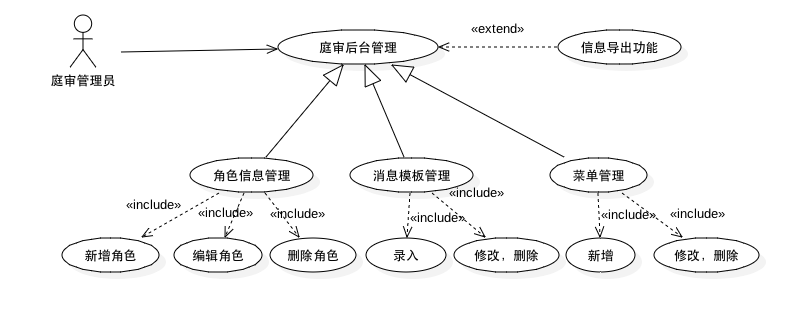 «extend»
庭审后台管理
信息导出功能
庭审管理员
角色信息管理
消息模板管理
菜单管理
«include»
«include»
«include»
«include»
«include»
«include»
«include»
新增角色
编辑角色
删除角色
录入
修改，删除
新增
修改，删除